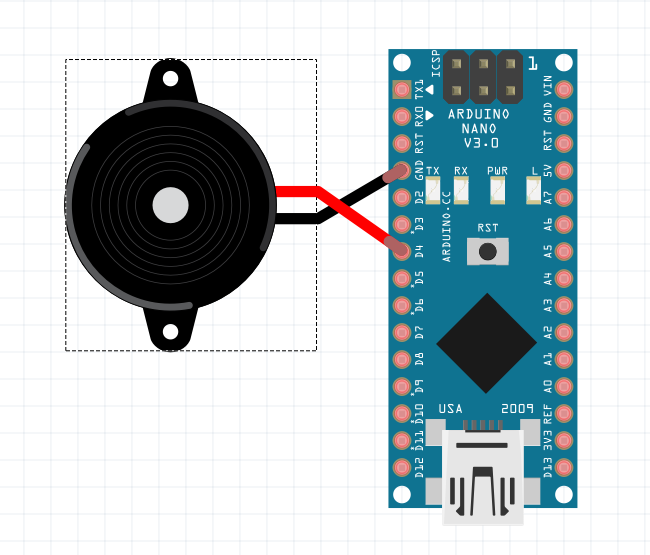 ICSP
1
TX1
RX0
RST
GND
D2
D3
D4
D5
D6
D7
D8
D9
D10
D11
D12
ARDUINO
NANO
V3.0
TX RX PWR L
RST
ARDUINO.CC
USA 2009
VIN
GND
RST
5V
A7
A6
A5
A4
A3
A2
A1
A0
REF
3V3
D13